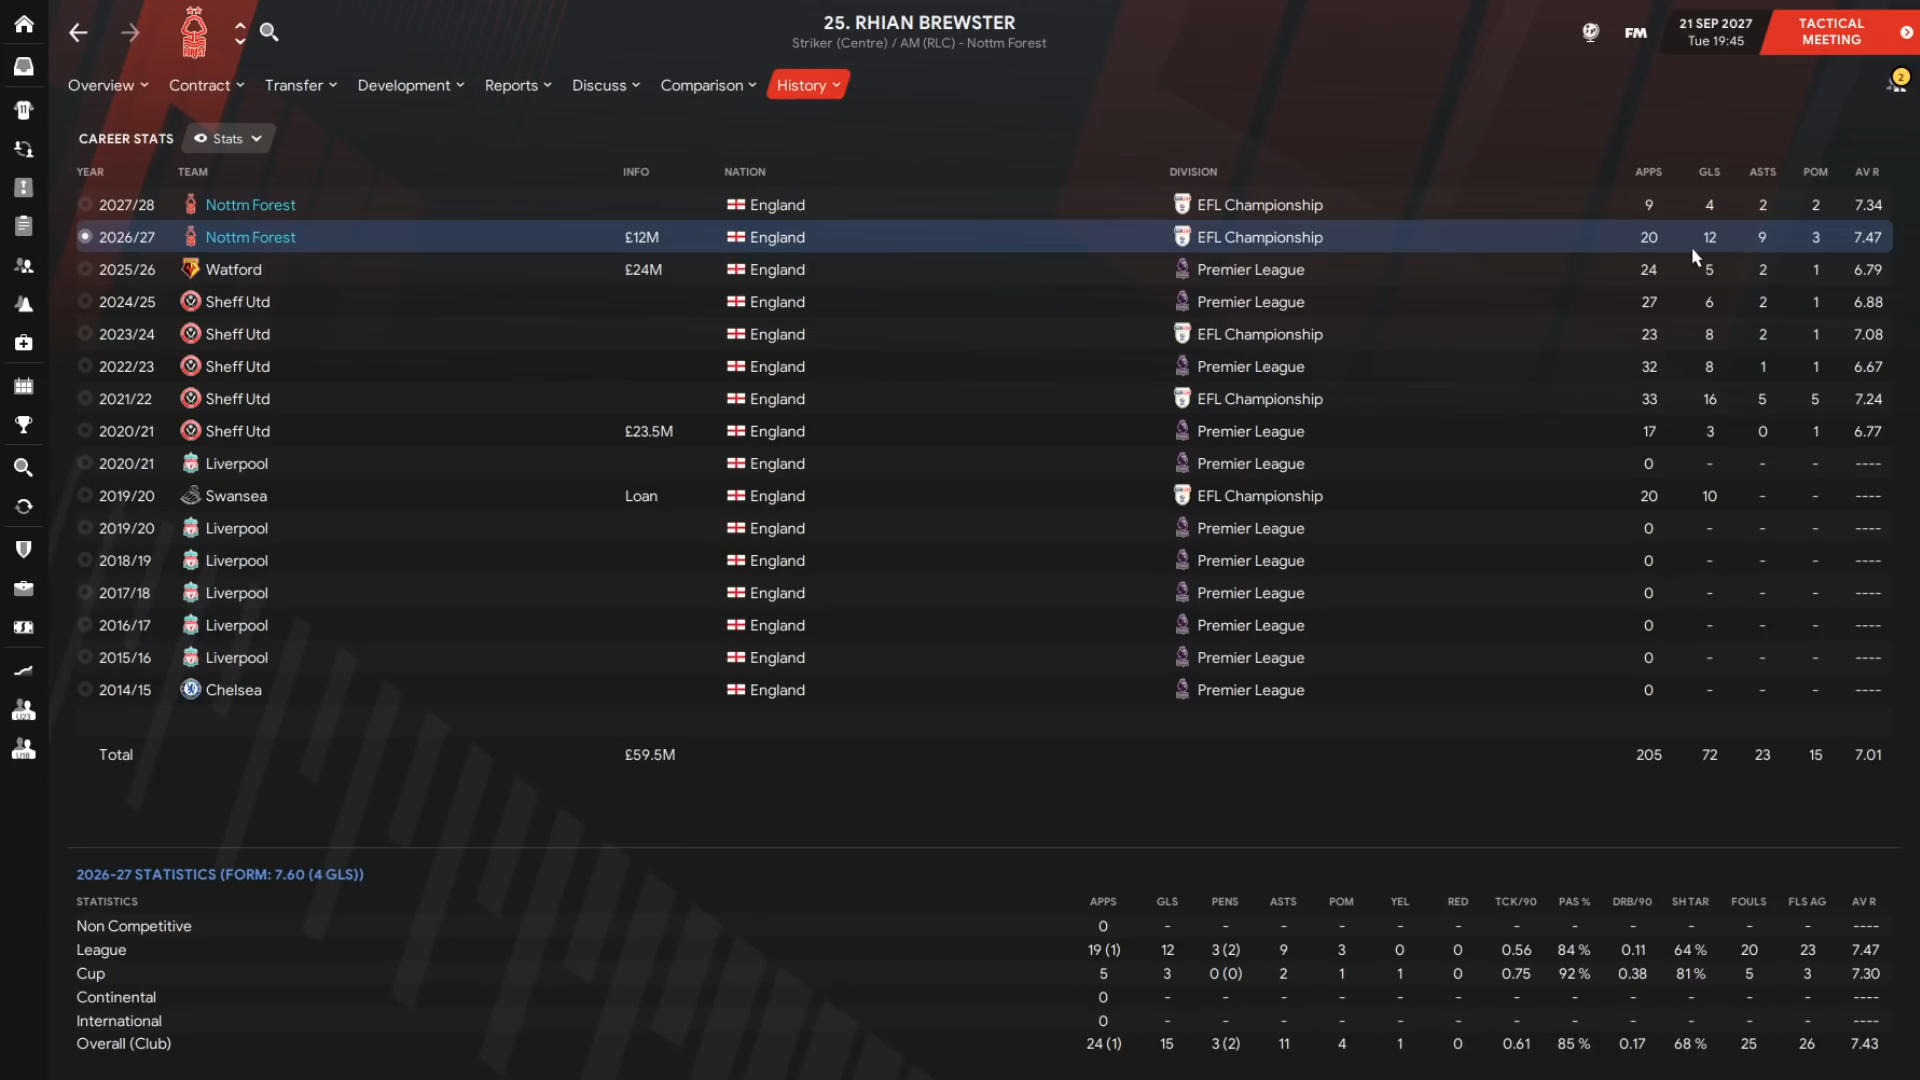 25. RHIAN BREWSTER
Striker (Centre) / AM (RLC) - Nottm Forest
FM
21 SEP 2027
Tue 19:45
TACTICAL MEETING
Overview Contract Transfer Development Reports Discuss Comparison History
2
CAREER STATS Stats
YEAR TEAM INFO NATION DIVISION APPS GLS ASTS POM AV R
2027/28 Nottm Forest England EFL Championship 9 4 2 2 7.34
2026/27 Nottm Forest £12M England EFL Championship 20 12 9 3 7.47
2025/26 Watford £24M England Premier League 24 5 2 1 6.79
2024/25 Sheff Utd England Premier League 27 6 2 1 6.88
2023/24 Sheff Utd England EFL Championship 23 8 2 1 7.08
2022/23 Sheff Utd England Premier League 32 8 1 1 6.67
2021/22 Sheff Utd England EFL Championship 33 16 5 5 7.24
2020/21 Sheff Utd £23.5M England Premier League 17 3 0 1 6.77
2020/21 Liverpool England Premier League 0 - - - ----
2019/20 Swansea Loan England EFL Championship 20 10 - - ----
2019/20 Liverpool England Premier League 0 - - - ----
2018/19 Liverpool England Premier League 0 - - - ----
2017/18 Liverpool England Premier League 0 - - - ----
2016/17 Liverpool England Premier League 0 - - - ----
2015/16 Liverpool England Premier League 0 - - - ----
2014/15 Chelsea England Premier League 0 - - - ----
Total £59.5M 205 72 23 15 7.01
2026-27 STATISTICS (FORM: 7.60 (4 GLS))
STATISTICS APPS GLS PENS ASTS POM YEL RED TCK/90 PAS % DRB/90 SH TAR FOULS FLS AG AV R
Non Competitive 0 - - - - - - - - - - - - ----
League 19 (1) 12 3 (2) 9 3 0 0 0.56 84 % 0.11 64 % 20 23 7.47
Cup 5 3 0 (0) 2 1 1 0 0.75 92 % 0.38 81 % 5 3 7.30
Continental 0 - - - - - - - - - - - - ----
International 0 - - - - - - - - - - - - ----
Overall (Club) 24 (1) 15 3 (2) 11 4 1 0 0.61 85 % 0.17 68 % 25 26 7.43
U23
U18